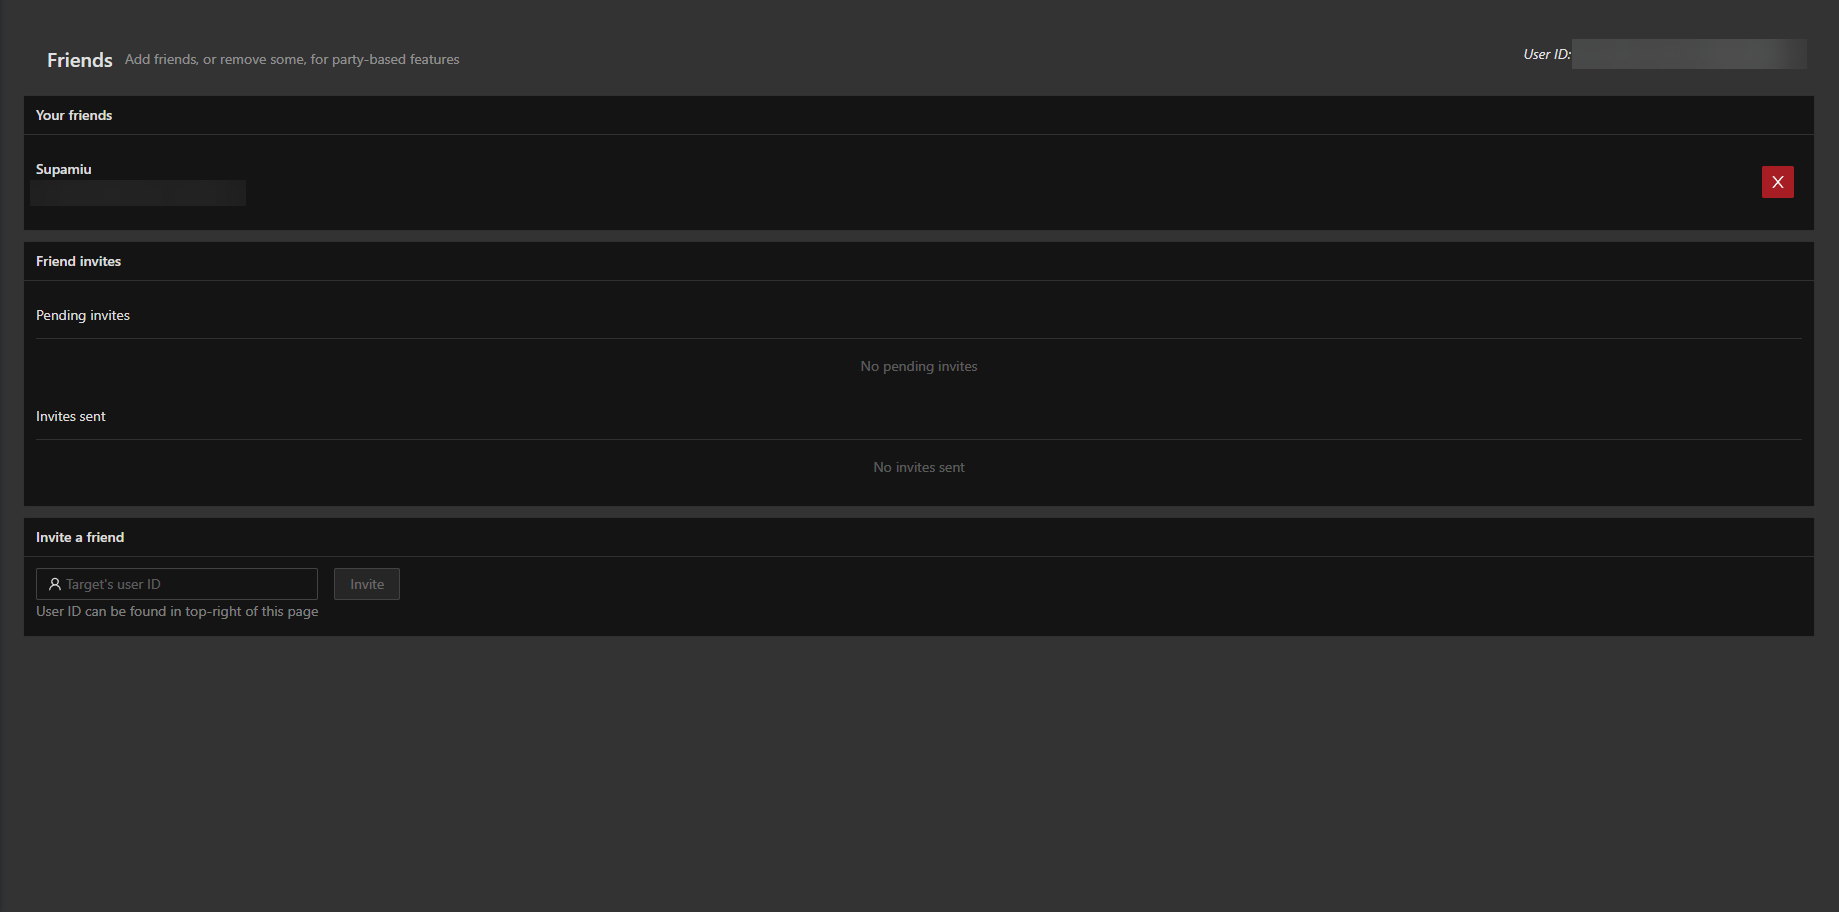 Friends Add friends, or remove some, for party-based features
User ID:
Your friends
Supamiu
X
Friend invites
Pending invites
No pending invites
Invites sent
No invites sent
Invite a friend
Target's user ID
Invite
User ID can be found in top-right of this page